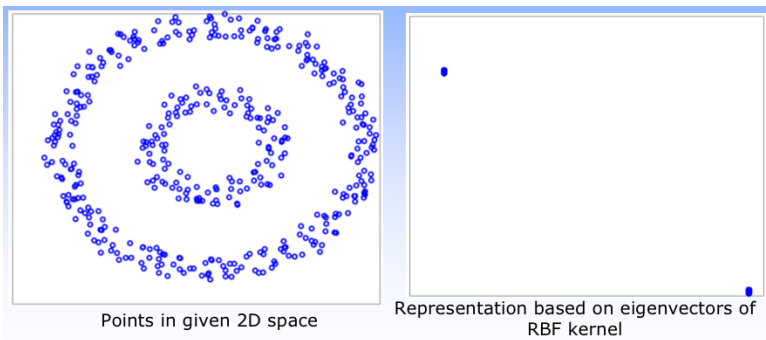 Points in given 2D space
Representation based on eigenvectors of
RBF kernel